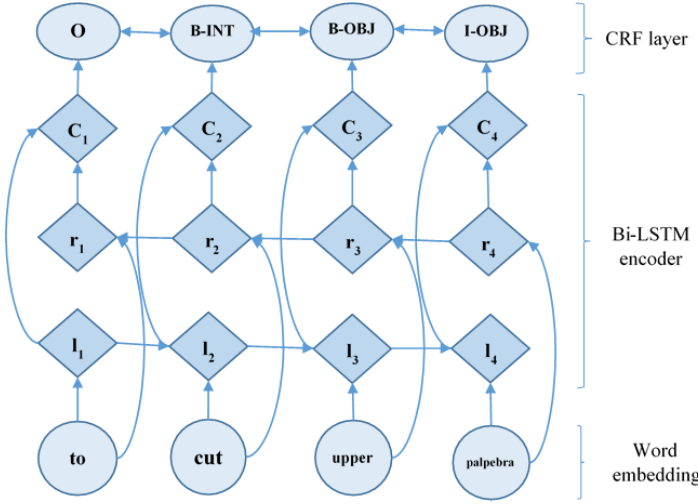 O B-INT B-OBJ I-OBJ CRF layer
C1 C2 C3 C4
r1 r2 r3 r4 Bi-LSTM
encoder
l1 l2 l3 l4
to cut upper palpebra Word
embedding